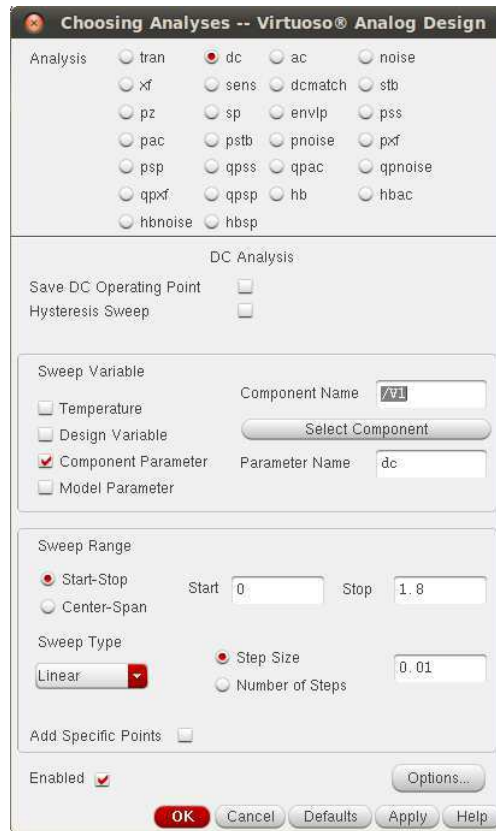 Choosing Analyses -- Virtuoso® Analog Design
Analysis tran dc ac noise
xf sens dcmatch stb
pz sp envlp pss
pac pstb pnoise pxf
psp qpss qpac qpnoise
qpxf qpsp hb hbac
hbnoise hbsp
DC Analysis
Save DC Operating Point
Hysteresis Sweep
Sweep Variable
Component Name /V1
Temperature
Design Variable
Select Component
Component Parameter
Parameter Name dc
Model Parameter
Sweep Range
Start-Stop
Start 0 Stop 1.8
Center-Span
Sweep Type
Step Size
Linear
0.01
Number of Steps
Add Specific Points
Enabled Options...
OK Cancel Defaults Apply Help